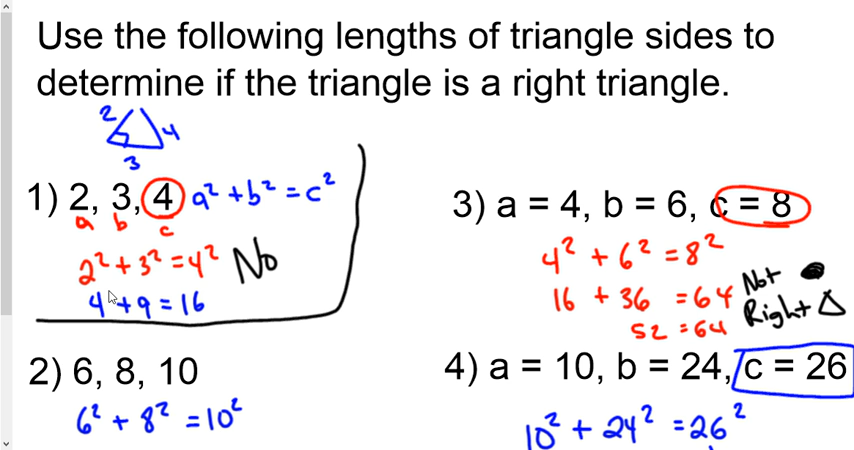 Use the following lengths of triangle sides to
determine if the triangle is a right triangle.
2 4
3
1) 2, 3, 4 a² + b² = c²
a b c
2² + 3² = 4² No
4 + 9 = 16
2) 6, 8, 10
6² + 8² = 10²
3) a = 4, b = 6, c = 8
4² + 6² = 8²
16 + 36 = 64 Not
52 = 64 Right △
4) a = 10, b = 24, c = 26
10² + 24² = 26²